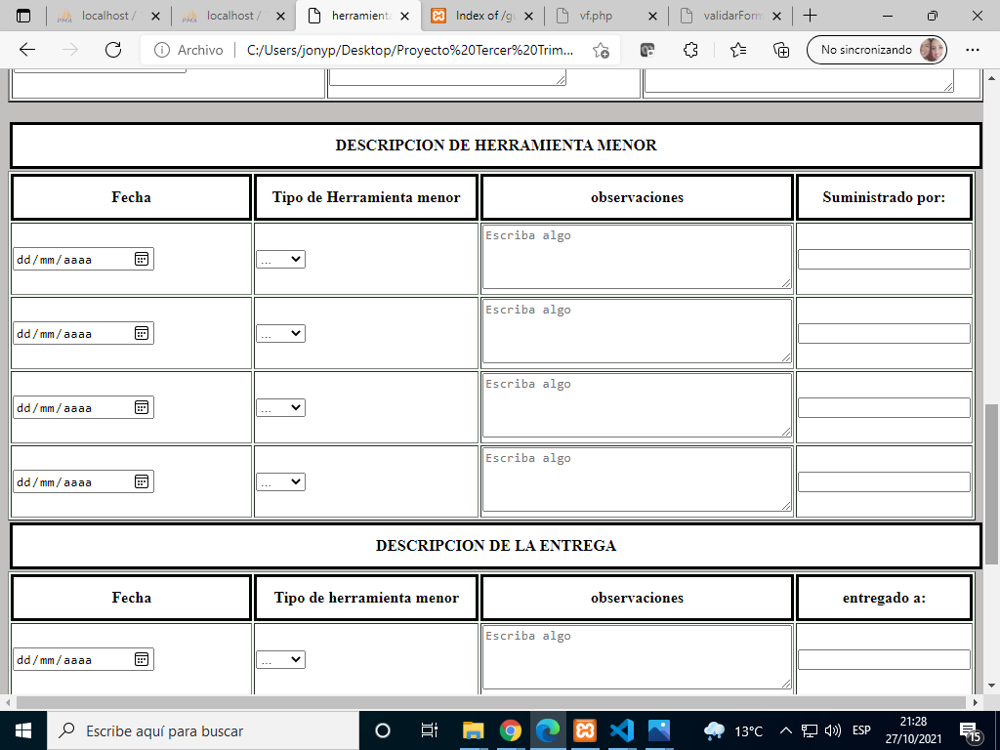 localhost /
localhost /
herramienta
Index of /gu
vf.php
validarForm
Archivo
C:/Users/jonyp/Desktop/Proyecto%20Tercer%20Trim...
No sincronizando
DESCRIPCION DE HERRAMIENTA MENOR
Fecha Tipo de Herramienta menor observaciones Suministrado por:
dd/mm/aaaa ... Escriba algo
dd/mm/aaaa ... Escriba algo
dd/mm/aaaa ... Escriba algo
dd/mm/aaaa ... Escriba algo
DESCRIPCION DE LA ENTREGA
Fecha Tipo de herramienta menor observaciones entregado a:
dd/mm/aaaa ... Escriba algo
Escribe aquí para buscar
13°C
ESP
21:28
27/10/2021
15